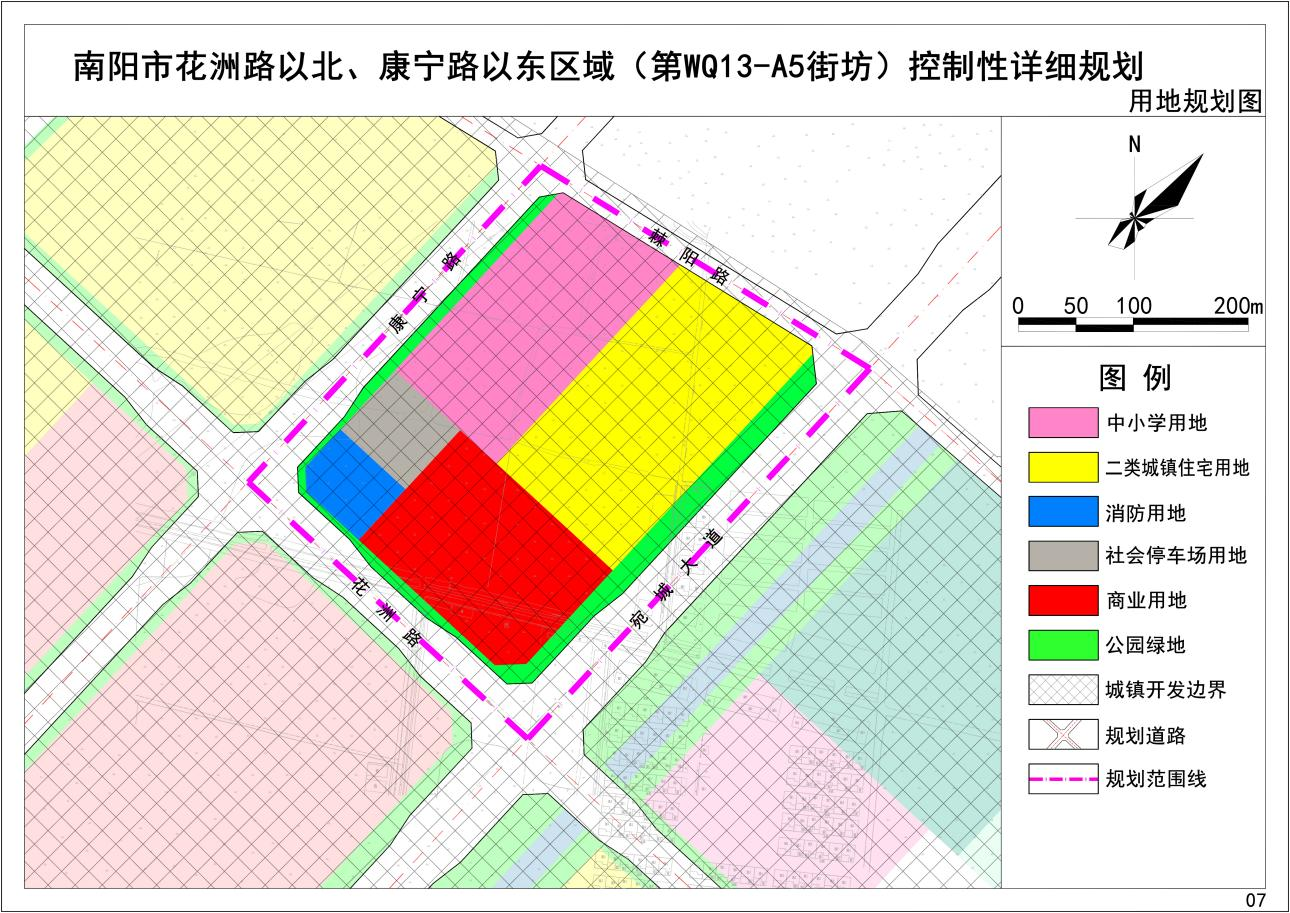 南阳市花洲路以北、康宁路以东区域（第WQ13-A5街坊）控制性详细规划
用地规划图
N
0 50 100 200m
图 例
中小学用地
二类城镇住宅用地
消防用地
社会停车场用地
商业用地
公园绿地
城镇开发边界
规划道路
规划范围线
康宁路
棘阳路
花洲路
宛城大道
07